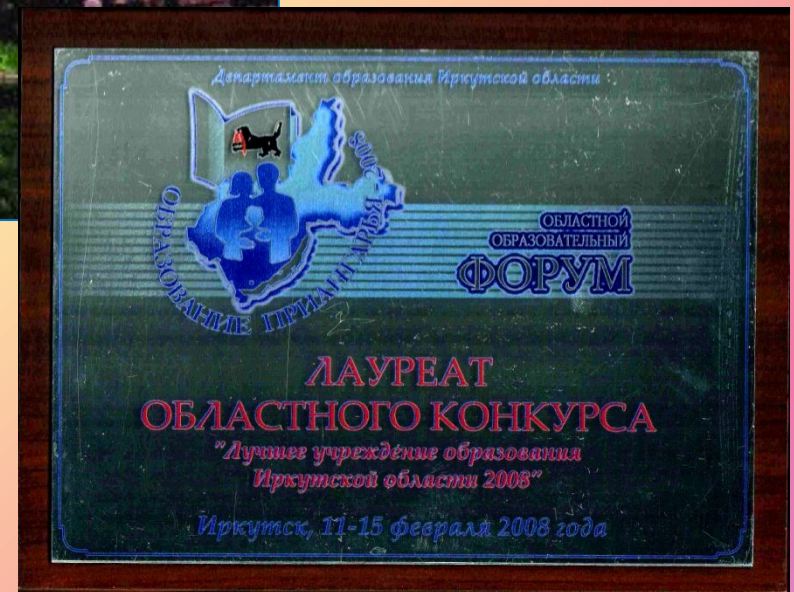 Департамент образования Иркутской области
ОБРАЗОВАНИЕ ПРИАНГАРЬЯ - 2008
ОБЛАСТНОЙ
ОБРАЗОВАТЕЛЬНЫЙ
ФОРУМ
ЛАУРЕАТ
ОБЛАСТНОГО КОНКУРСА
"Лучшее учреждение образования
Иркутской области 2008"
Иркутск, 11-15 февраля 2008 года